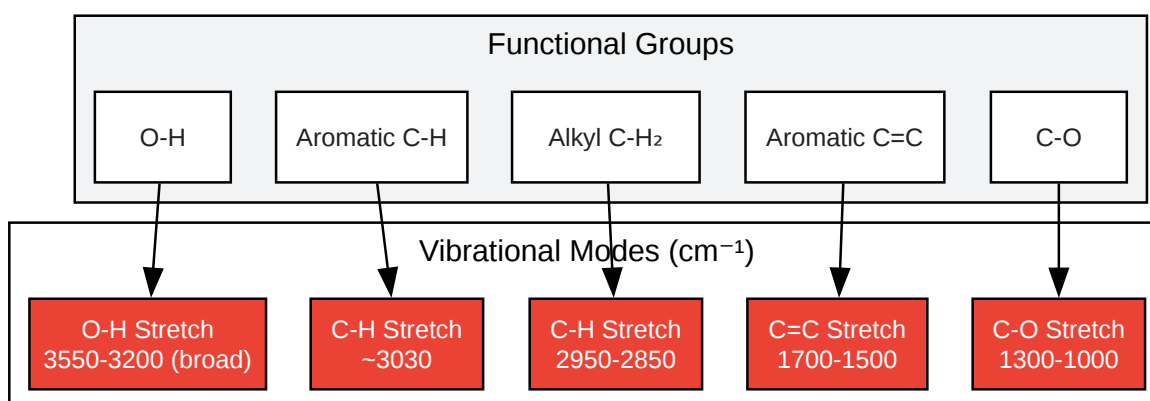 Functional Groups
O-H
Aromatic C-H
Alkyl C-H₂
Aromatic C=C
C-O
Vibrational Modes (cm⁻¹)
O-H Stretch
3550-3200 (broad)
C-H Stretch
~3030
C-H Stretch
2950-2850
C=C Stretch
1700-1500
C-O Stretch
1300-1000